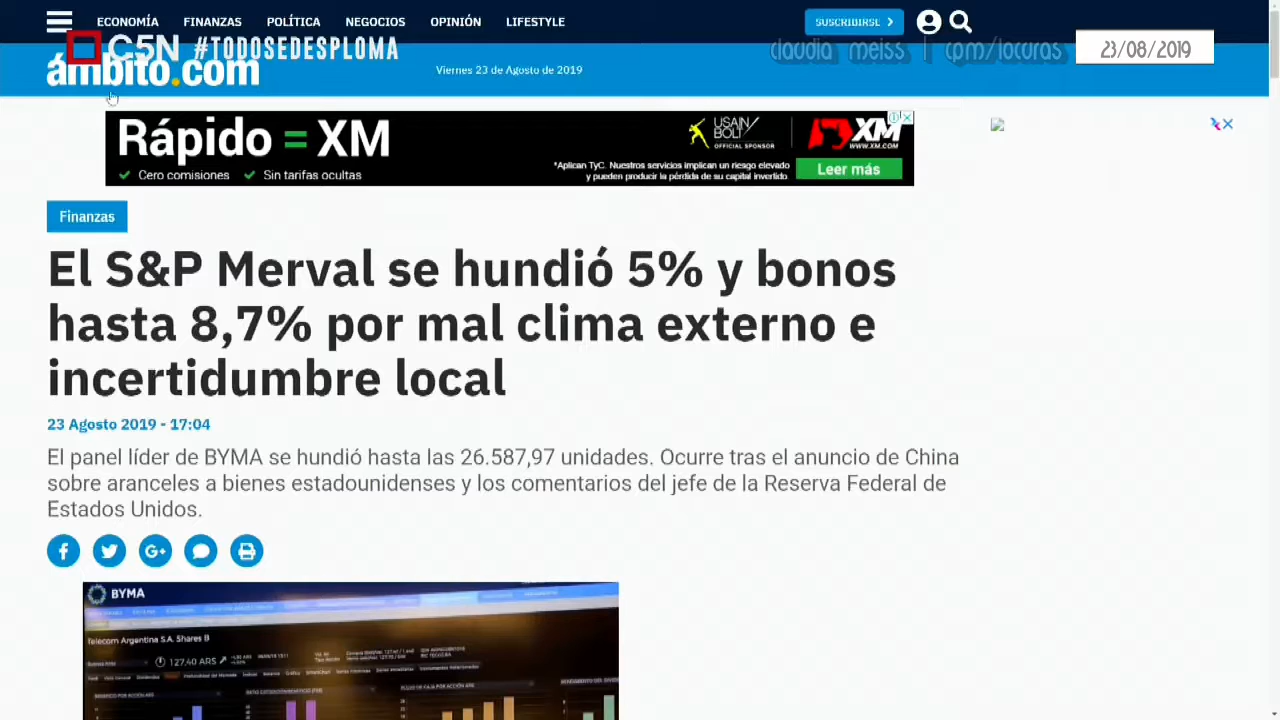 ECONOMÍA FINANZAS POLÍTICA NEGOCIOS OPINIÓN LIFESTYLE SUSCRIBIRSE
C5N #TODOSEDESPLOMA
claudia meiss | cpm/locuras
23/08/2019
ámbito.com
Viernes 23 de Agosto de 2019
Rápido = XM
Cero comisiones Sin tarifas ocultas
USAIN BOLT
OFFICIAL SPONSOR
XM
WWW.XM.COM
*Aplican TyC. Nuestros servicios implican un riesgo elevado
y pueden producir la pérdida de su capital invertido.
Leer más
Finanzas
El S&P Merval se hundió 5% y bonos
hasta 8,7% por mal clima externo e
incertidumbre local
23 Agosto 2019 - 17:04
El panel líder de BYMA se hundió hasta las 26.587,97 unidades. Ocurre tras el anuncio de China
sobre aranceles a bienes estadounidenses y los comentarios del jefe de la Reserva Federal de
Estados Unidos.
BYMA
Telecom Argentina S.A. Shares B
127,40 ARS